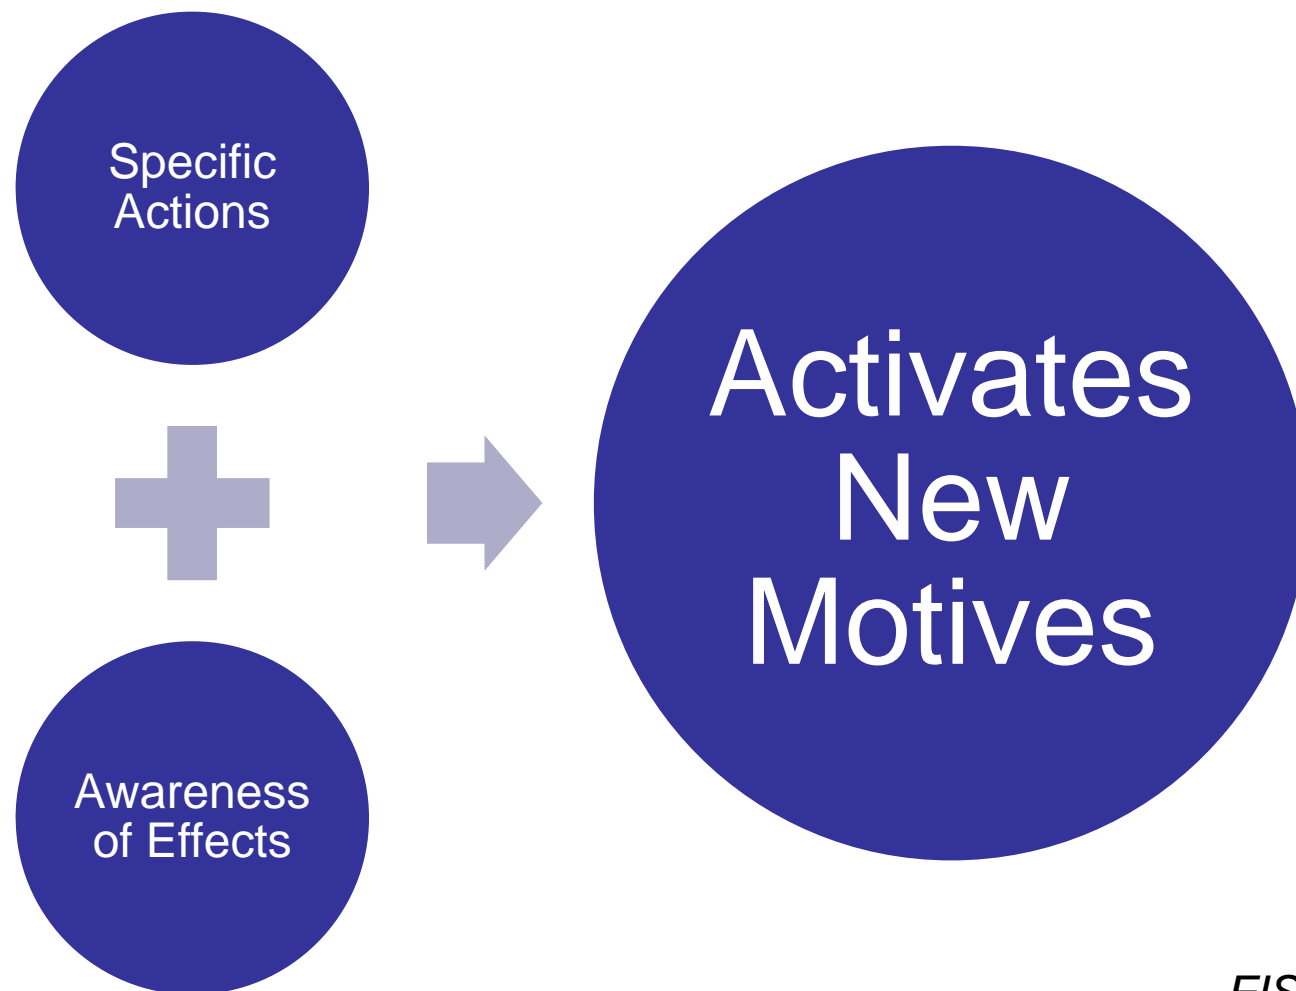 Specific
Actions
Awareness
of Effects
Activates
New
Motives